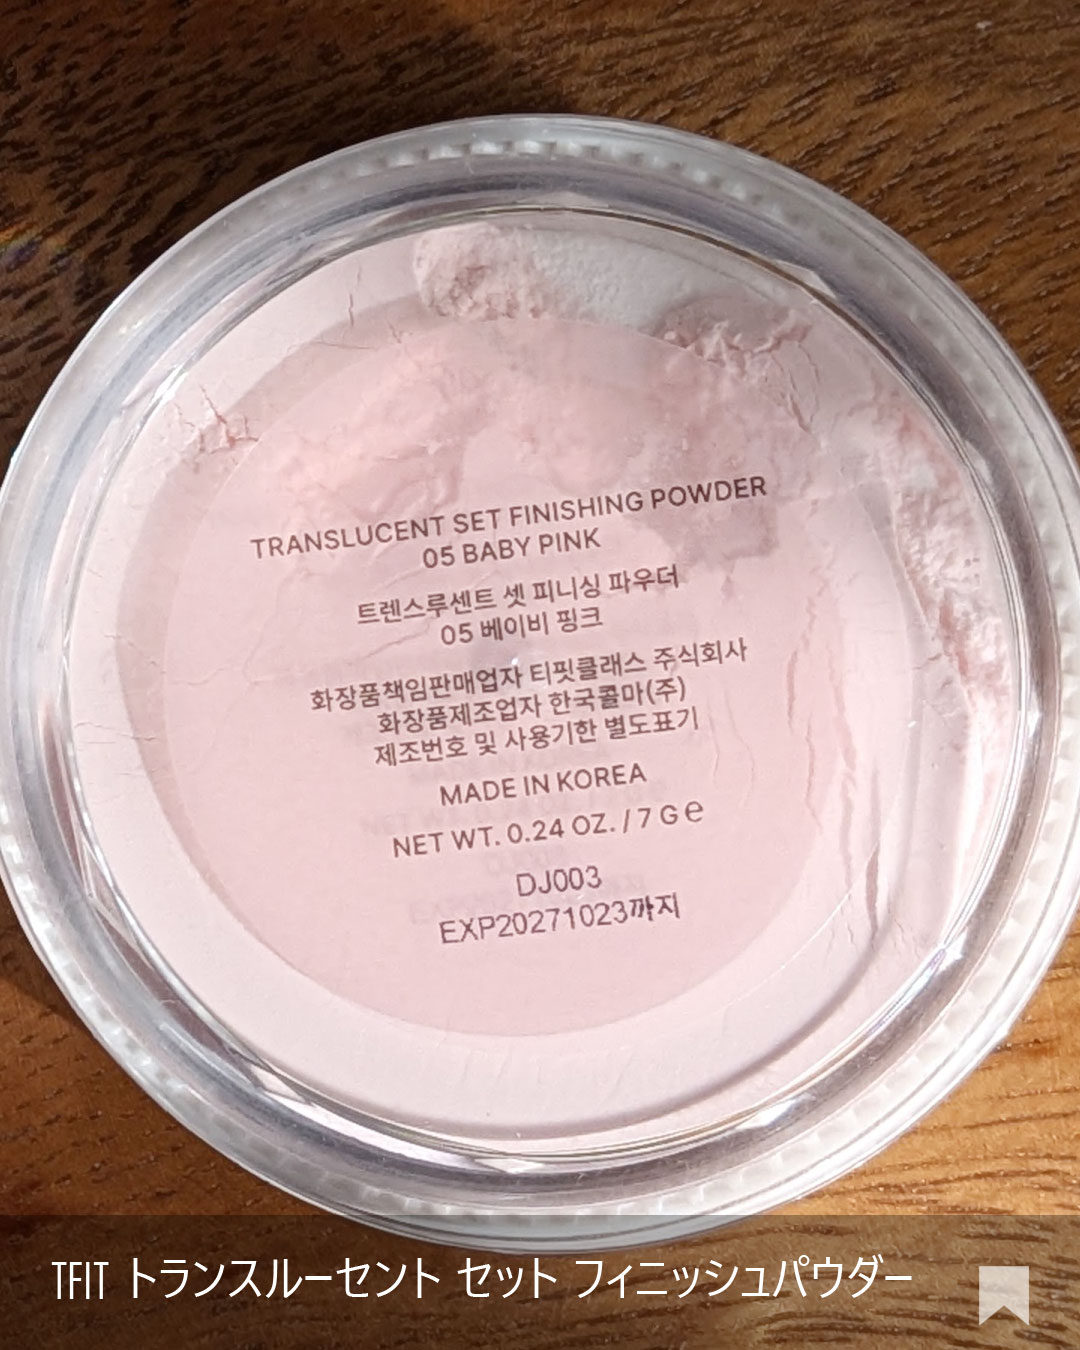 TRANSLUCENT SET FINISHING POWDER
05 BABY PINK
트렌스루센트 셋 피니싱 파우더
05 베이비 핑크
화장품책임판매업자 티핏클래스 주식회사
화장품제조업자 한국콜마(주)
제조번호 및 사용기한 별도표기
MADE IN KOREA
NET WT. 0.24 OZ. / 7 G ℮
DJ003
EXP20271023까지
TFIT トランスルーセント セット フィニッシュパウダー